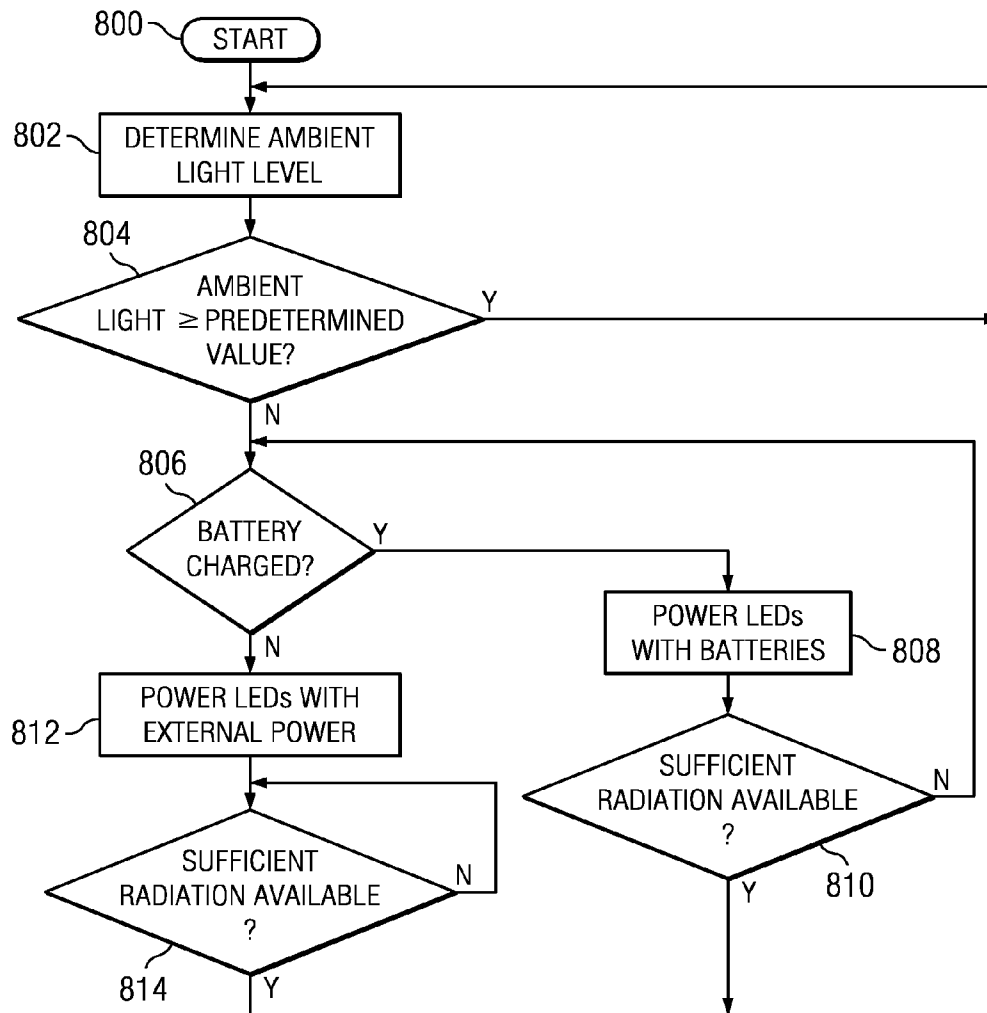 800
START
802
DETERMINE AMBIENT
LIGHT LEVEL
804
AMBIENT
LIGHT ≥ PREDETERMINED
VALUE?
Y
N
806
BATTERY
CHARGED?
Y
N
POWER LEDs
WITH BATTERIES
808
812
POWER LEDs WITH
EXTERNAL POWER
SUFFICIENT
RADIATION AVAILABLE
?
N
Y
810
SUFFICIENT
RADIATION AVAILABLE
?
N
Y
814